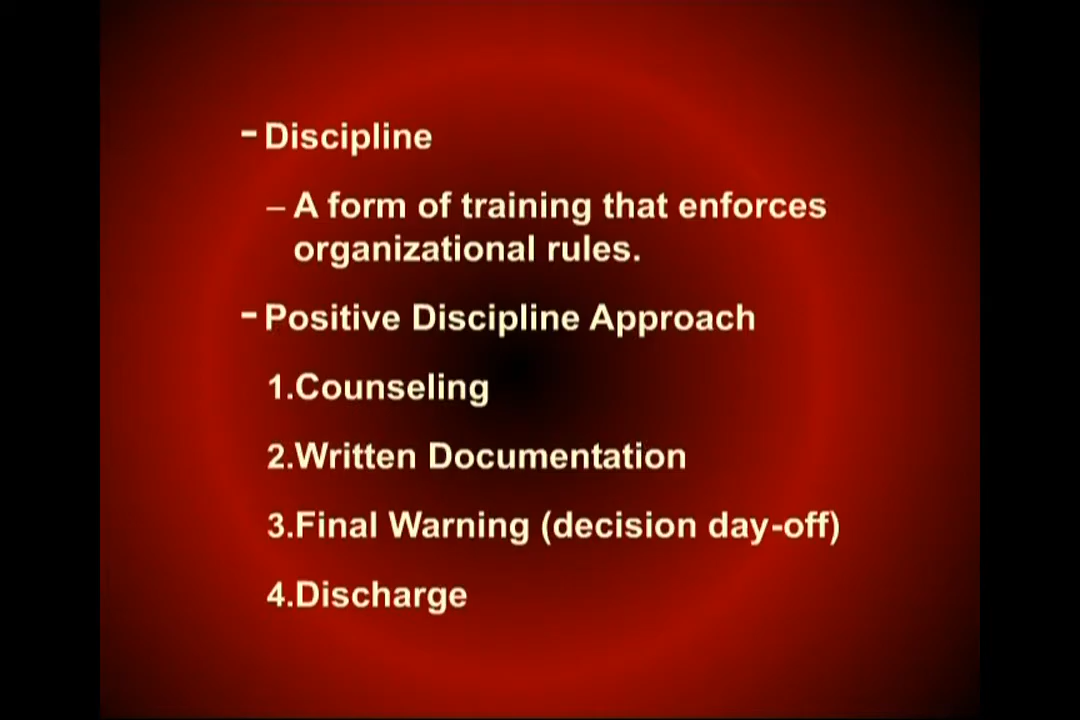 - Discipline
– A form of training that enforces
organizational rules.
- Positive Discipline Approach
1.Counseling
2.Written Documentation
3.Final Warning (decision day-off)
4.Discharge